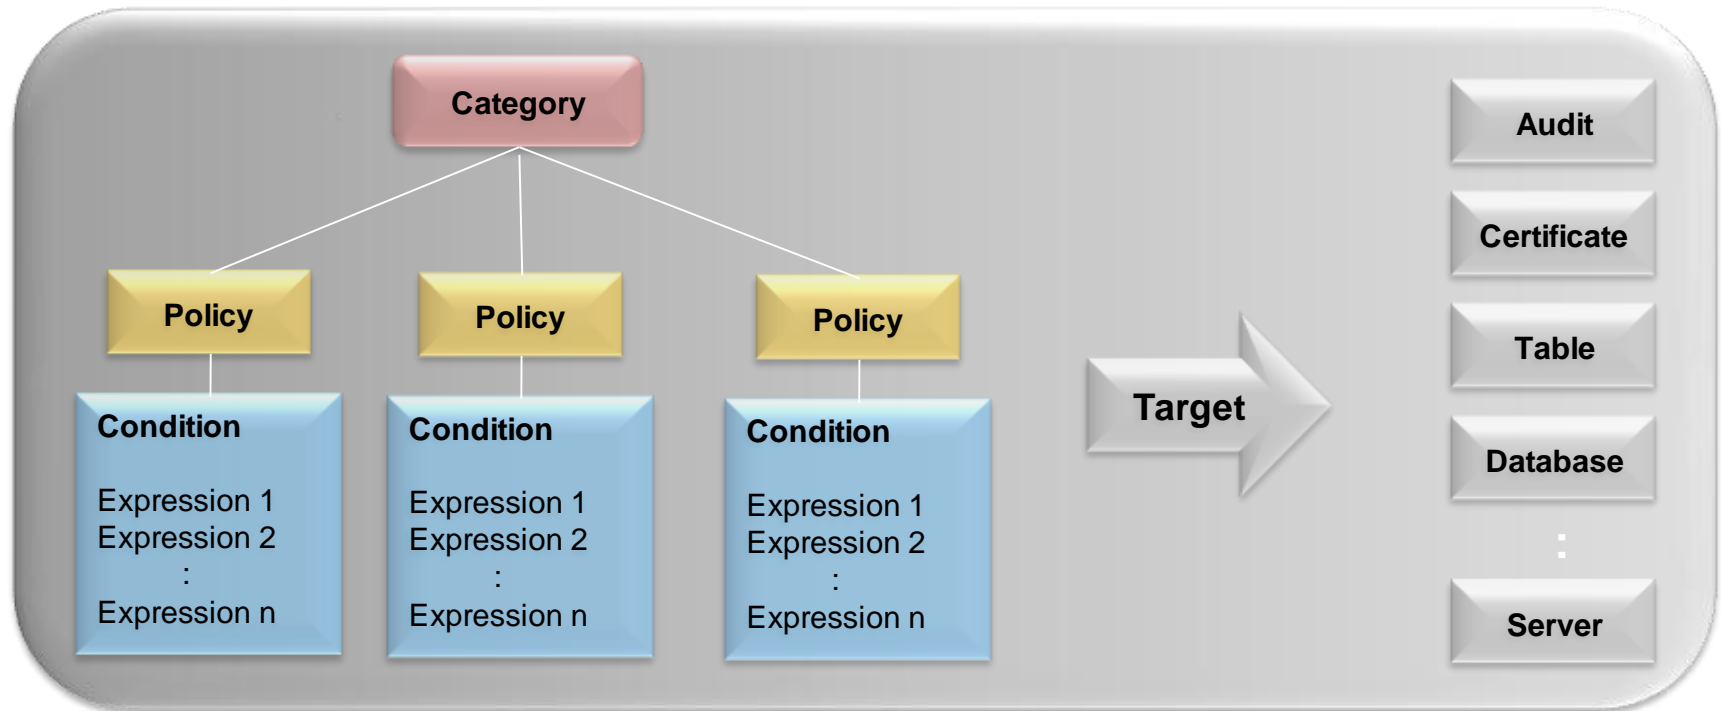 Category
Policy
Policy
Policy
Condition
Expression 1
Expression 2
:
Expression n
Condition
Expression 1
Expression 2
:
Expression n
Condition
Expression 1
Expression 2
:
Expression n
Target
Audit
Certificate
Table
Database
:
Server